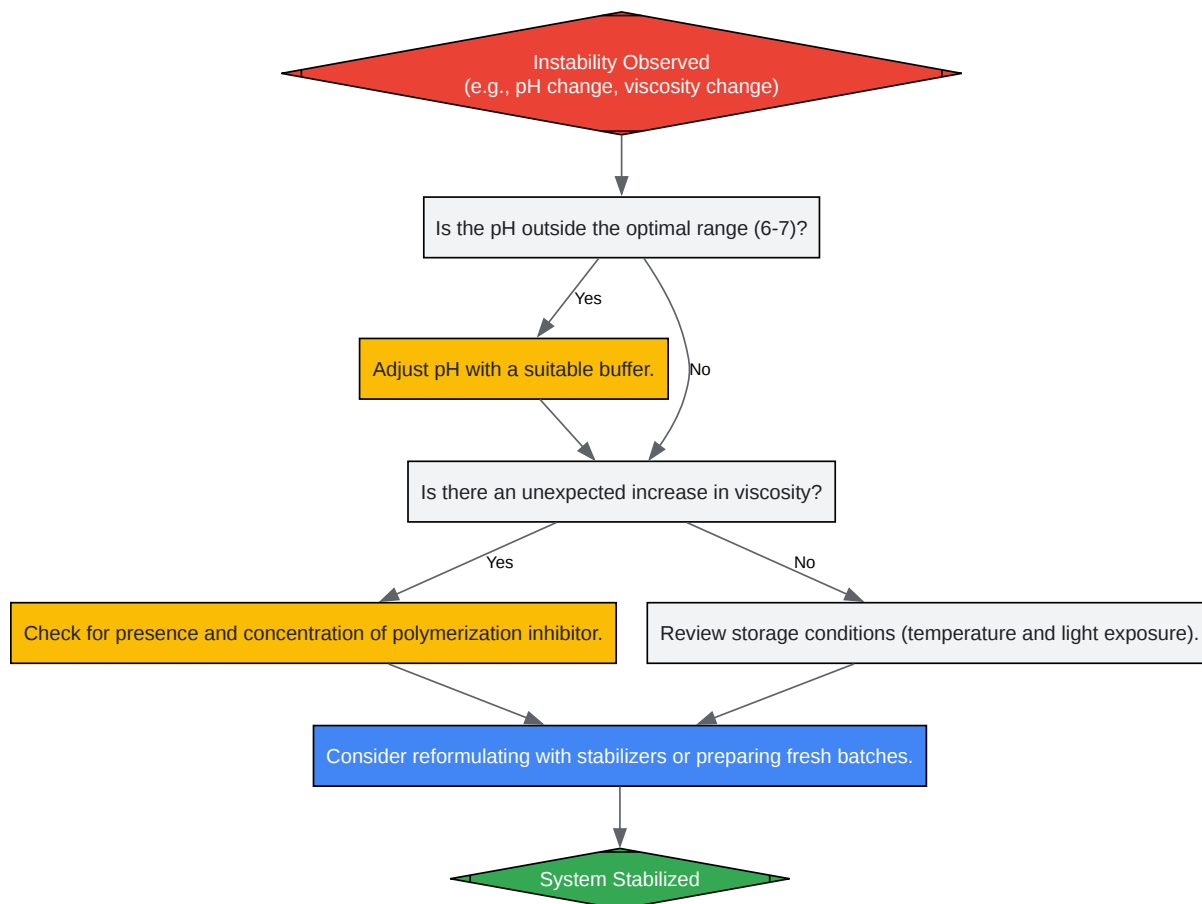 Instability Observed
(e.g., pH change, viscosity change)
Is the pH outside the optimal range (6-7)?
Yes
Adjust pH with a suitable buffer.
No
Is there an unexpected increase in viscosity?
Yes
No
Check for presence and concentration of polymerization inhibitor.
Review storage conditions (temperature and light exposure).
Consider reformulating with stabilizers or preparing fresh batches.
System Stabilized